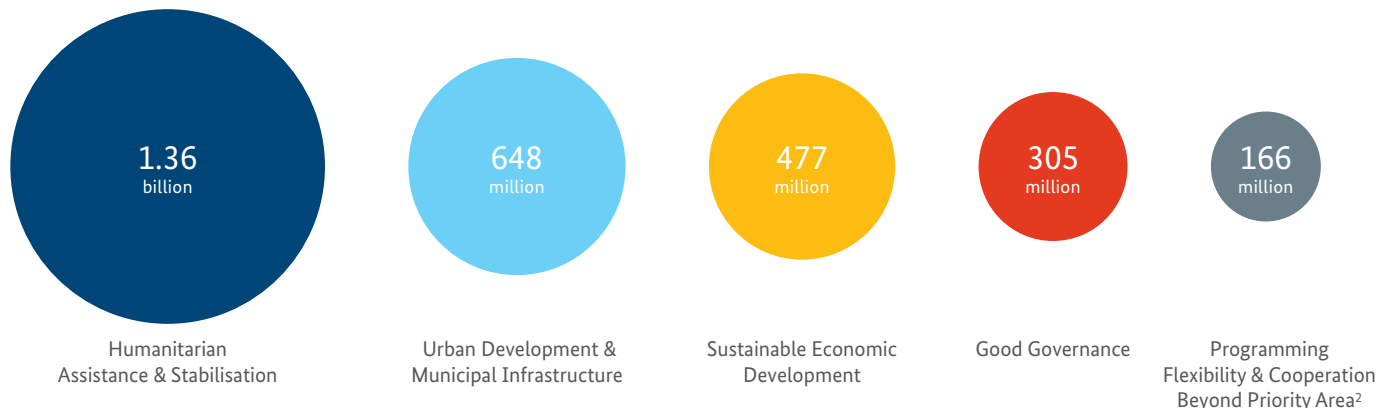 1.36
billion
648
million
477
million
305
million
166
million
Humanitarian
Assistance & Stabilisation
Urban Development &
Municipal Infrastructure
Sustainable Economic
Development
Good Governance
Programming
Flexibility & Cooperation
Beyond Priority Area²